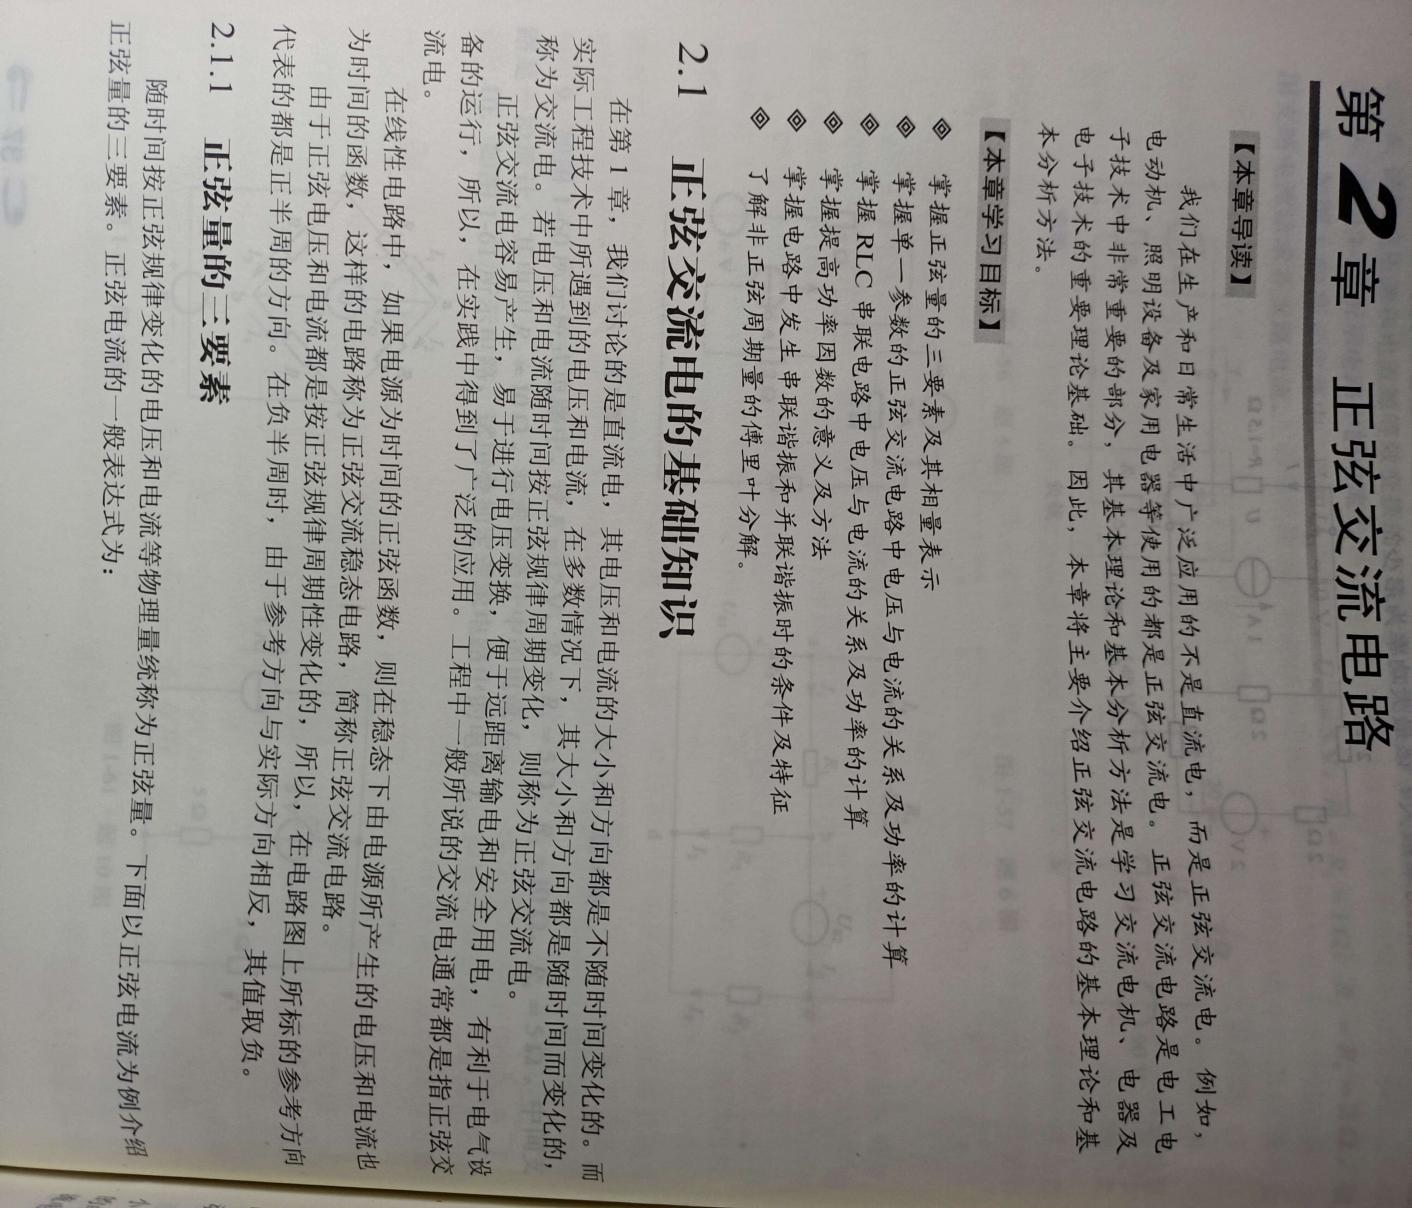 第2章 正弦交流电路
【本章导读】
我们在生产和日常生活中广泛应用的不是直流电，而是正弦交流电。例如，
电动机、照明设备及家用电器等使用的都是正弦交流电。正弦交流电路是电工电
子技术中非常重要的部分，其基本理论和基本分析方法是学习交流电机、电器及
电子技术的重要理论基础。因此，本章将主要介绍正弦交流电路的基本理论和基
本分析方法。
【本章学习目标】
◈ 掌握正弦量的三要素及其相量表示
◈ 掌握单一参数的正弦交流电路中电压与电流的关系及功率的计算
◈ 掌握 RLC 串联电路中电压与电流的关系及功率的计算
◈ 掌握提高功率因数的意义及方法
◈ 掌握电路中发生串联谐振和并联谐振时的条件及特征
◈ 了解非正弦周期量的傅里叶分解。
2.1 正弦交流电的基础知识
在第 1 章，我们讨论的是直流电，其电压和电流的大小和方向都是不随时间变化的。而
实际工程技术中所遇到的电压和电流，在多数情况下，其大小和方向都是随时间而变化的，
称为交流电。若电压和电流随时间按正弦规律周期变化，则称为正弦交流电。
正弦交流电容易产生，易于进行电压变换，便于远距离输电和安全用电，有利于电气设
备的运行，所以，在实践中得到了广泛的应用。工程中一般所说的交流电通常都是指正弦交
流电。
在线性电路中，如果电源为时间的正弦函数，则在稳态下由电源所产生的电压和电流也
为时间的函数，这样的电路称为正弦交流稳态电路，简称正弦交流电路。
由于正弦电压和电流都是按正弦规律周期性变化的，所以，在电路图上所标的参考方向
代表的都是正半周的方向。在负半周时，由于参考方向与实际方向相反，其值取负。
2.1.1 正弦量的三要素
随时间按正弦规律变化的电压和电流等物理量统称为正弦量。下面以正弦电流为例介绍
正弦量的三要素。正弦电流的一般表达式为：